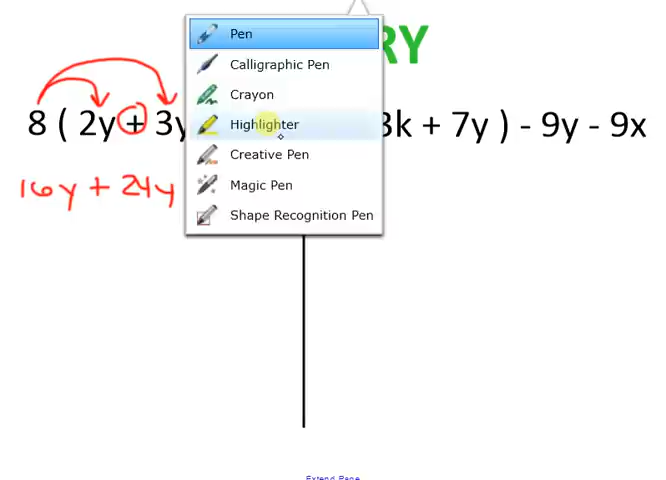 RY
Pen
Calligraphic Pen
Crayon
Highlighter
Creative Pen
Magic Pen
Shape Recognition Pen
8 ( 2y + 3y
3k + 7y ) - 9y - 9x
16y + 24y
Extend Page